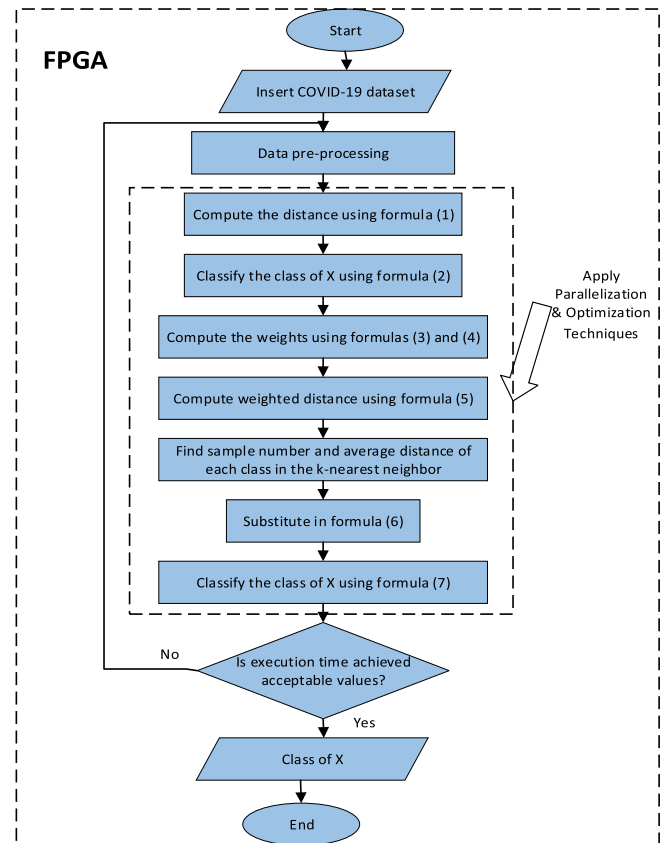 Start
FPGA
Insert COVID-19 dataset
Data pre-processing
Compute the distance using formula (1)
Classify the class of X using formula (2)
Apply
Parallelization
& Optimization
Techniques
Compute the weights using formulas (3) and (4)
Compute weighted distance using formula (5)
Find sample number and average distance of
each class in the k-nearest neighbor
Substitute in formula (6)
Classify the class of X using formula (7)
No
Is execution time achieved
acceptable values?
Yes
Class of X
End